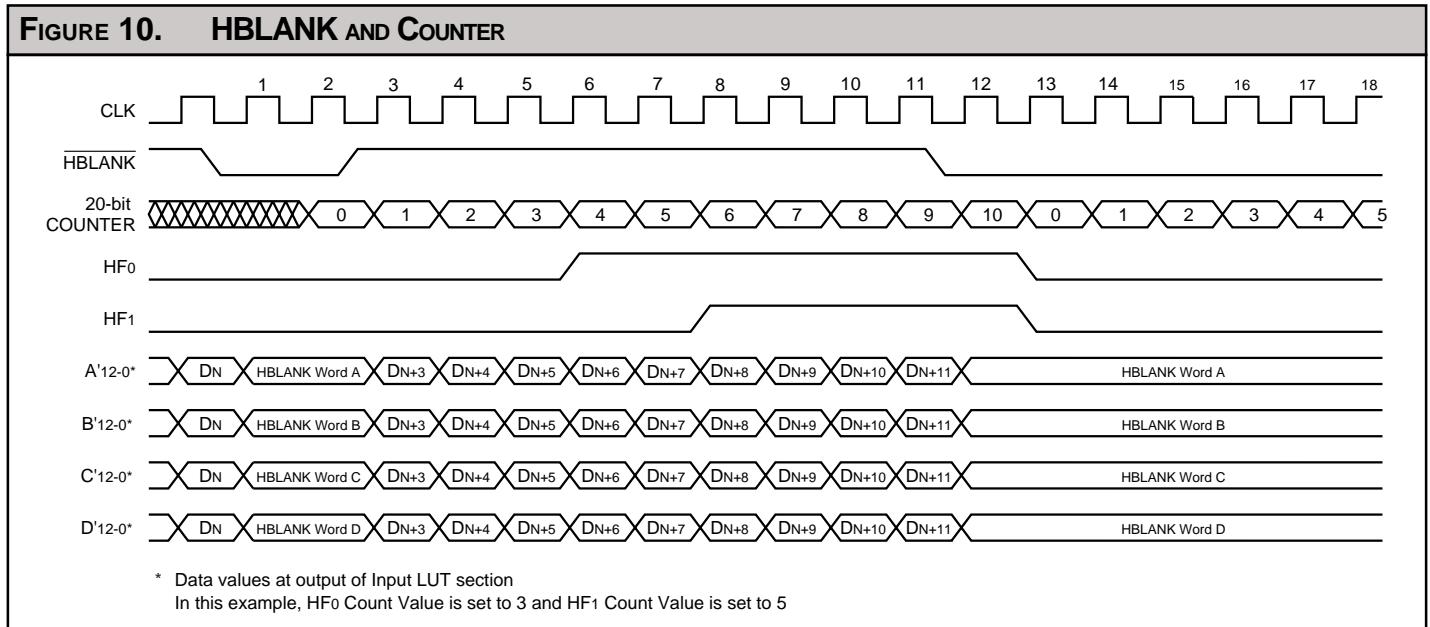 FIGURE 10. HBLANK AND COUNTER
1 2 3 4 5 6 7 8 9 10 11 12 13 14 15 16 17 18
CLK
HBLANK
20-bit
COUNTER 0 1 2 3 4 5 6 7 8 9 10 0 1 2 3 4 5
HF0
HF1
A'12-0* DN HBLANK Word A DN+3 DN+4 DN+5 DN+6 DN+7 DN+8 DN+9 DN+10 DN+11 HBLANK Word A
B'12-0* DN HBLANK Word B DN+3 DN+4 DN+5 DN+6 DN+7 DN+8 DN+9 DN+10 DN+11 HBLANK Word B
C'12-0* DN HBLANK Word C DN+3 DN+4 DN+5 DN+6 DN+7 DN+8 DN+9 DN+10 DN+11 HBLANK Word C
D'12-0* DN HBLANK Word D DN+3 DN+4 DN+5 DN+6 DN+7 DN+8 DN+9 DN+10 DN+11 HBLANK Word D
* Data values at output of Input LUT section
In this example, HF0 Count Value is set to 3 and HF1 Count Value is set to 5